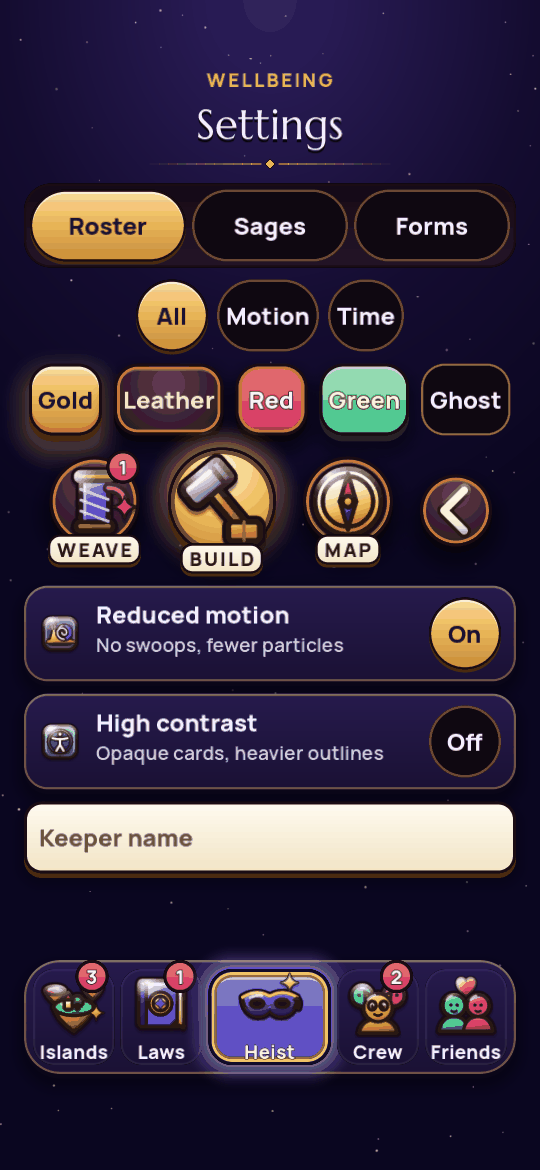 WELLBEING
Settings
Roster
Sages
Forms
All
Motion
Time
Gold
Leather
Red
Green
Ghost
1
WEAVE
BUILD
MAP
Reduced motion
No swoops, fewer particles
On
High contrast
Opaque cards, heavier outlines
Off
Keeper name
3
Islands
1
Laws
Heist
2
Crew
Friends